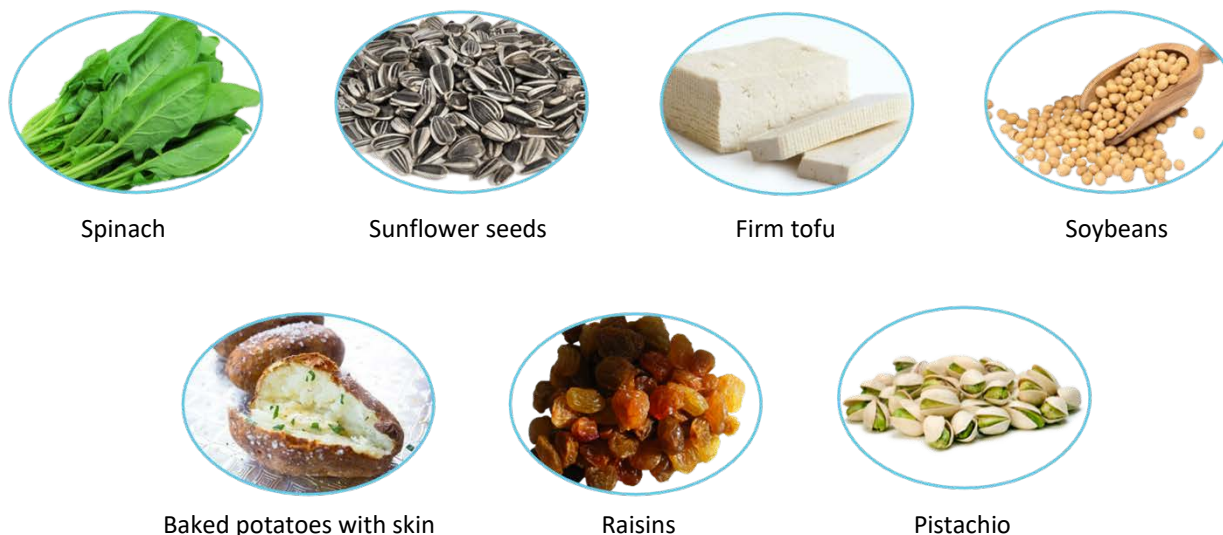 Spinach
Sunflower seeds
Firm tofu
Soybeans
Baked potatoes with skin
Raisins
Pistachio